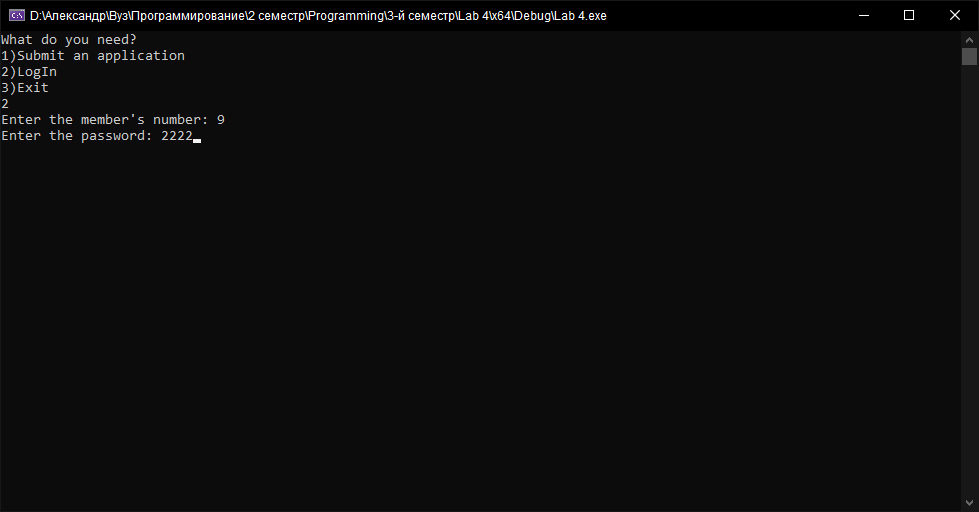 D:\Александр\Вуз\Программирование\2 семестр\Programming\3-й семестр\Lab 4\x64\Debug\Lab 4.exe
What do you need?
1)Submit an application
2)LogIn
3)Exit
2
Enter the member's number: 9
Enter the password: 2222